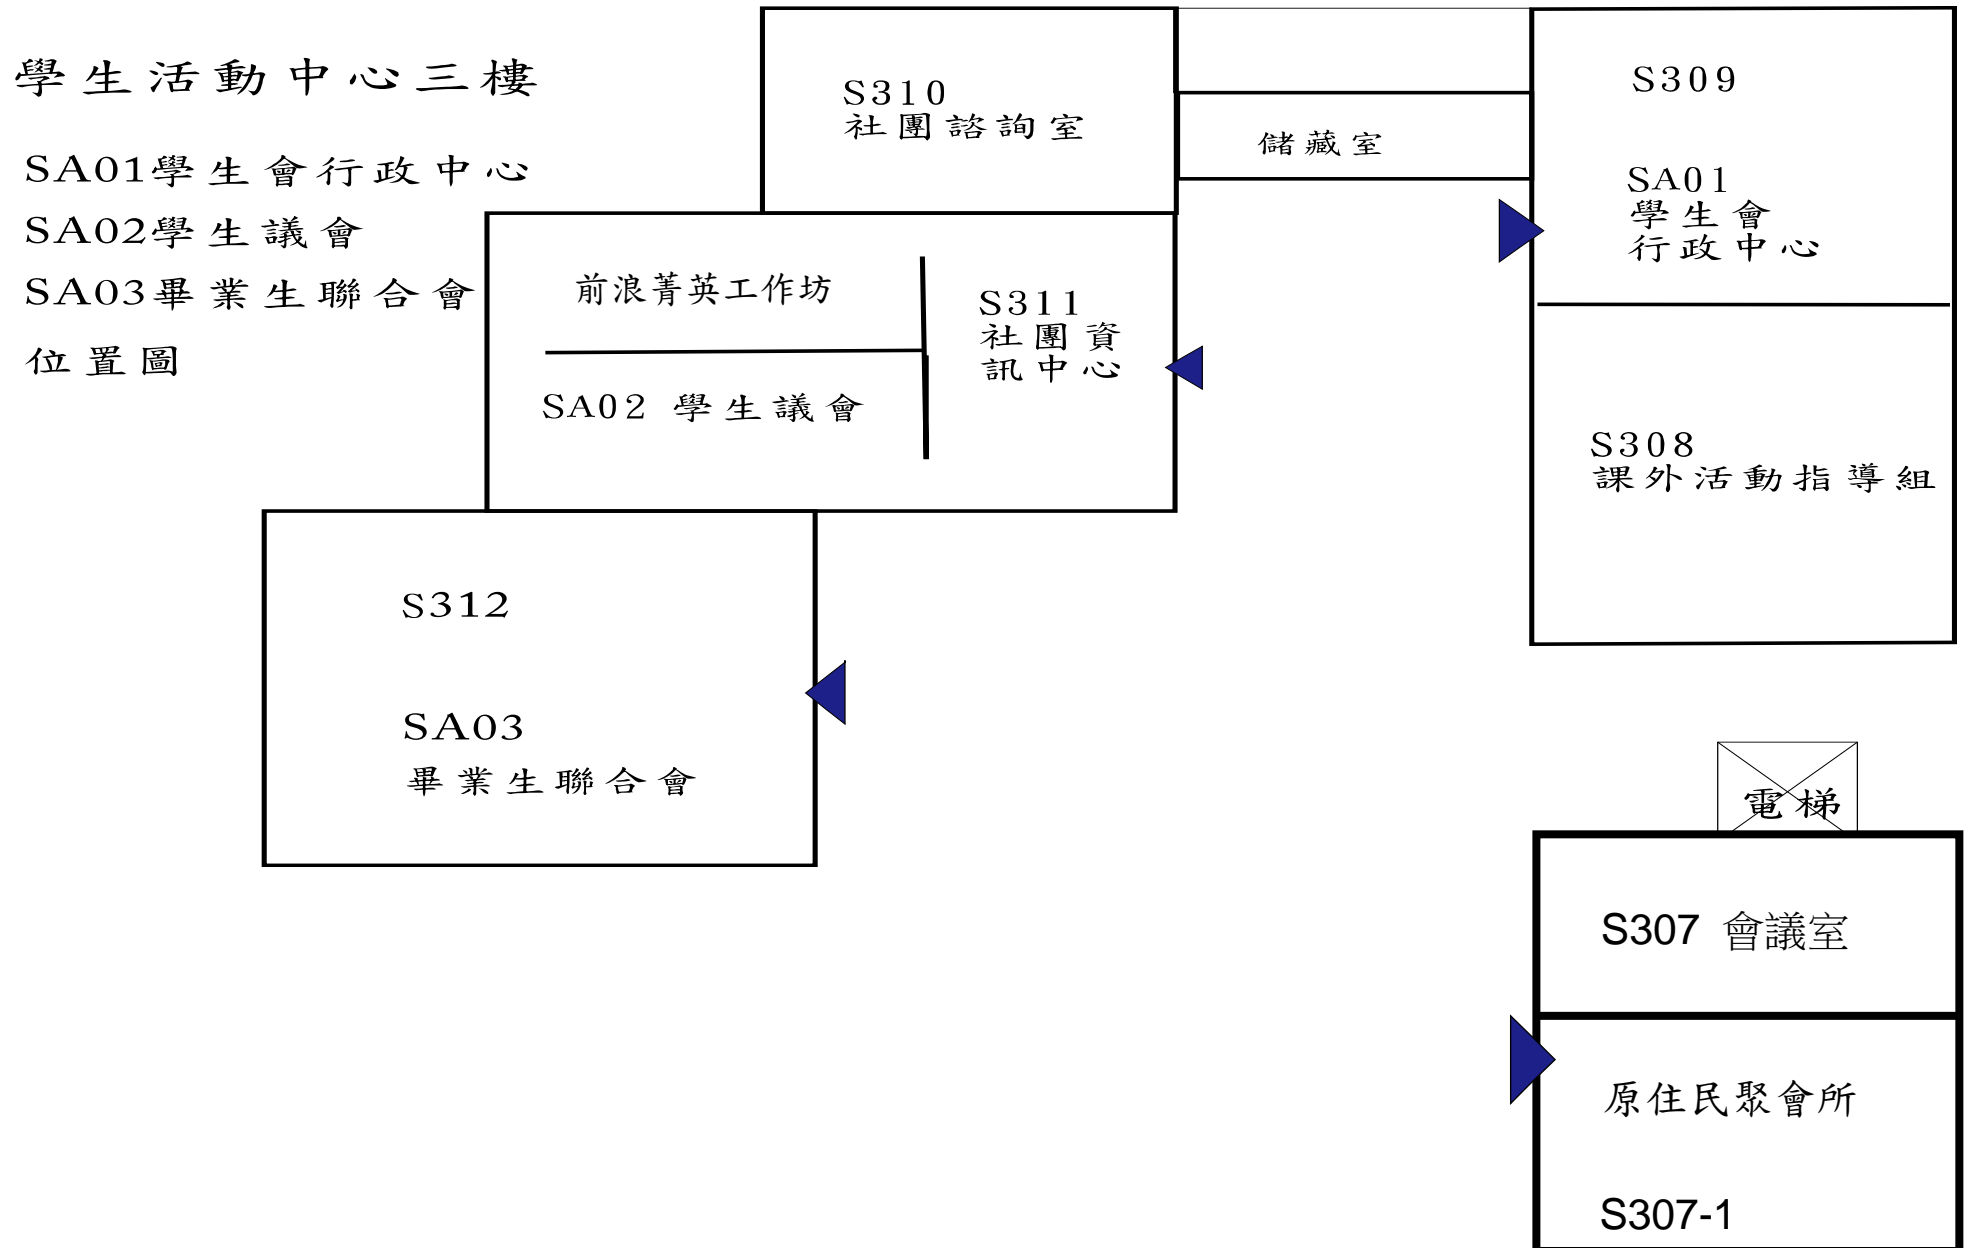 學生活動中心三樓
SA01學生會行政中心
SA02學生議會
SA03畢業生聯合會
位置圖
S310
社團諮詢室
儲藏室
S309
SA01
學生會
行政中心
前浪菁英工作坊
SA02 學生議會
S311
社團資
訊中心
S308
課外活動指導組
S312
SA03
畢業生聯合會
電梯
S307 會議室
原住民聚會所
S307-1